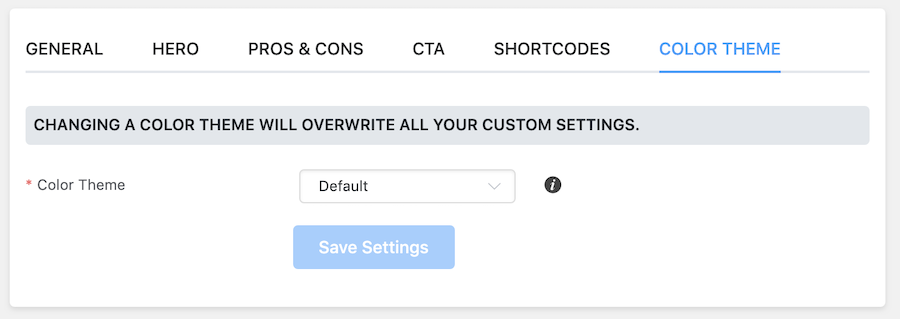 GENERAL HERO PROS & CONS CTA SHORTCODES COLOR THEME
CHANGING A COLOR THEME WILL OVERWRITE ALL YOUR CUSTOM SETTINGS.
* Color Theme Default i
Save Settings